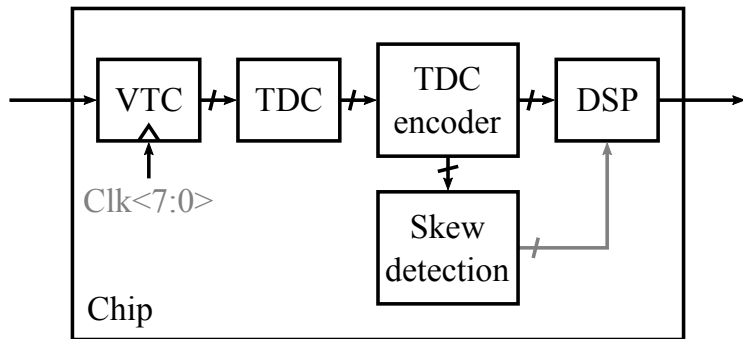 VTC
TDC
TDC
encoder
DSP
Clk<7:0>
Skew
detection
Chip